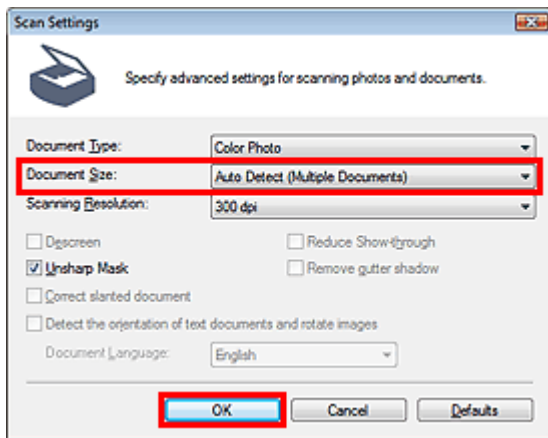 Scan Settings
Specify advanced settings for scanning photos and documents.
Document Type: Color Photo
Document Size: Auto Detect (Multiple Documents)
Scanning Resolution: 300 dpi
Descreen Reduce Show-through
Unsharp Mask Remove gutter shadow
Correct slanted document
Detect the orientation of text documents and rotate images
Document Language: English
OK Cancel Defaults